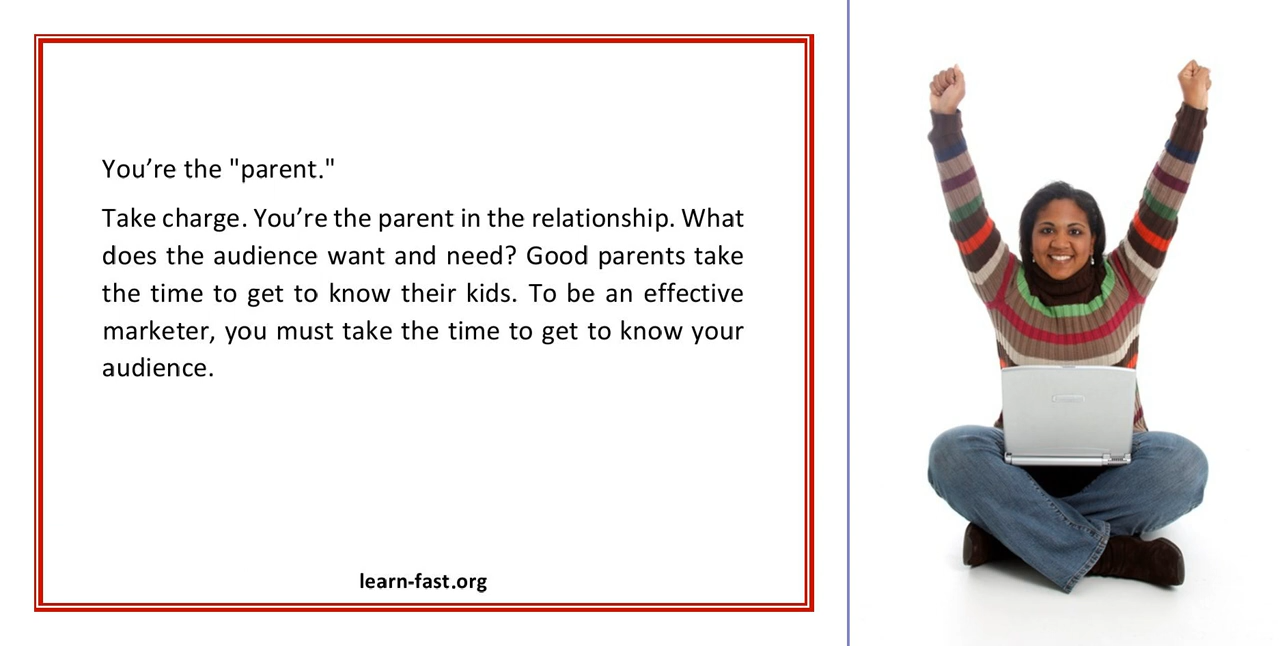 You’re the "parent."
Take charge. You’re the parent in the relationship. What
does the audience want and need? Good parents take
the time to get to know their kids. To be an effective
marketer, you must take the time to get to know your
audience.
learn-fast.org